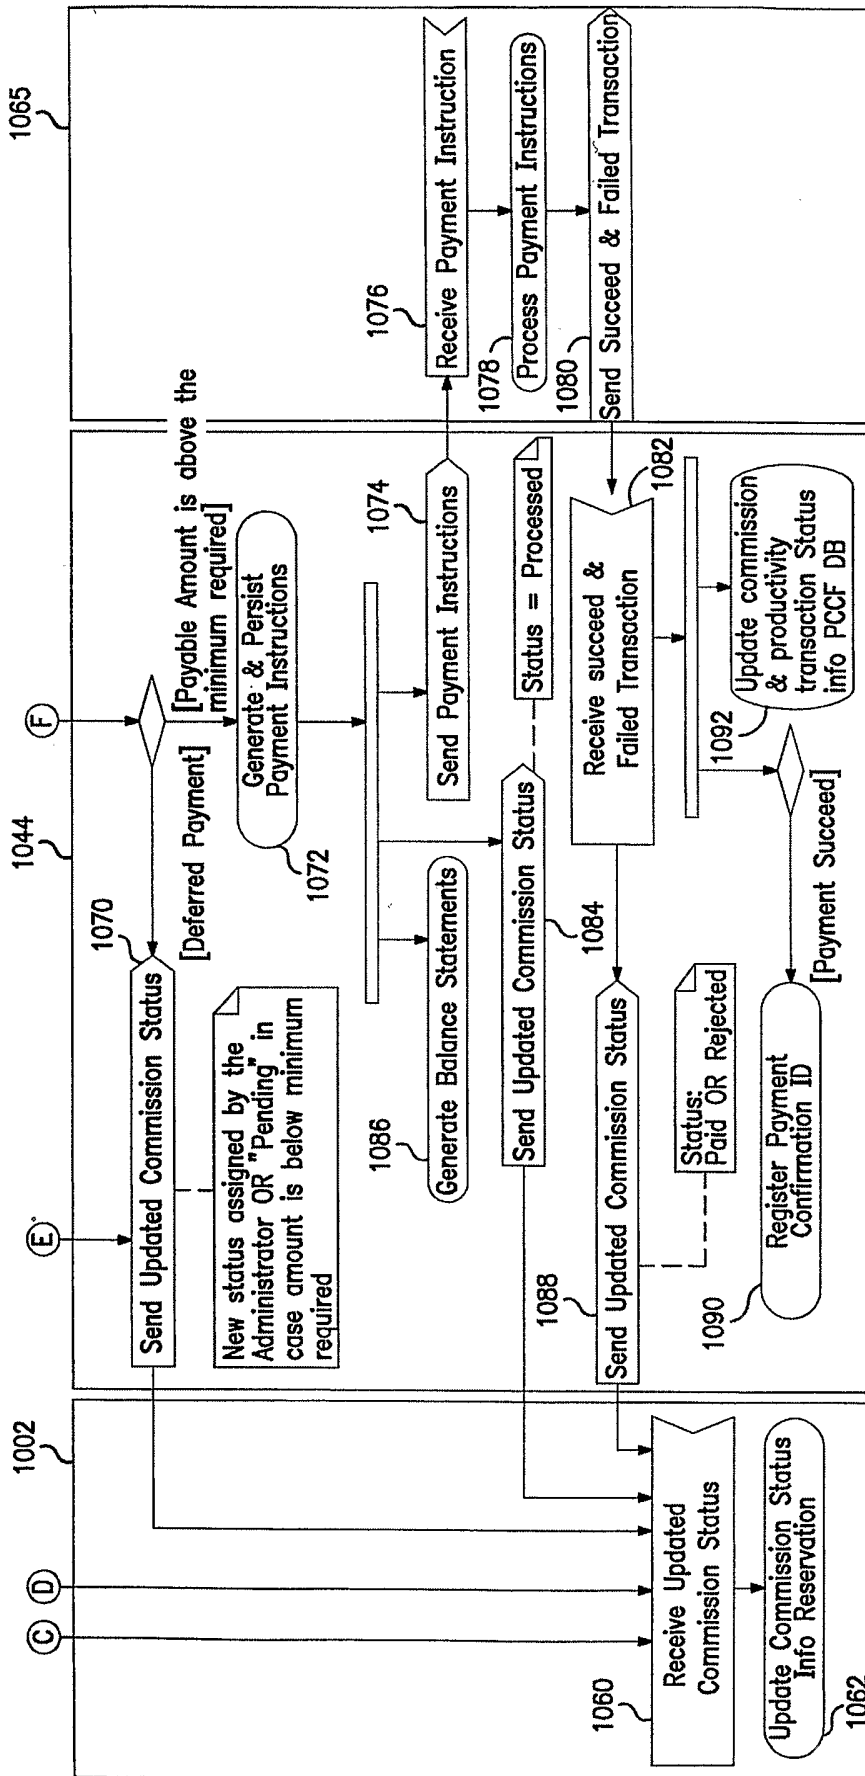 1002
1044
1065
C
D
E
F
1070
Send Updated Commission Status
[Deferred Payment]
[Payable Amount is above the
minimum required]
New status assigned by the
Administrator OR "Pending" in
case amount is below minimum
required
Generate & Persist
Payment Instructions
1072
1086
Generate Balance Statements
1074
Send Payment Instructions
1076
Receive Payment Instruction
1078
Process Payment Instructions
1080
Send Succeed & Failed Transaction
Send Updated Commission Status
1084
Status = Processed
1082
Receive succeed &
Failed Transaction
1088
Send Updated Commission Status
Status:
Paid OR Rejected
1060
Receive Updated
Commission Status
Update Commission Status
Info Reservation
1062
1090
Register Payment
Confirmation ID
[Payment Succeed]
1092
Update commission
& productivity
transaction Status
info PCCF DB